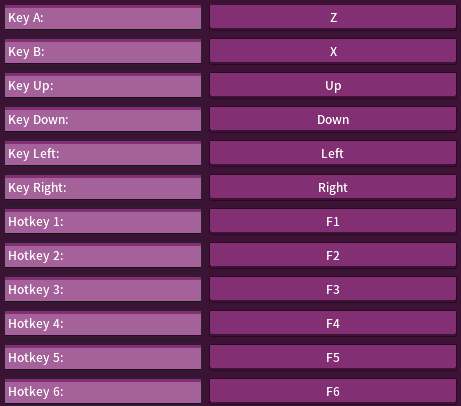 Key A: Z
Key B: X
Key Up: Up
Key Down: Down
Key Left: Left
Key Right: Right
Hotkey 1: F1
Hotkey 2: F2
Hotkey 3: F3
Hotkey 4: F4
Hotkey 5: F5
Hotkey 6: F6